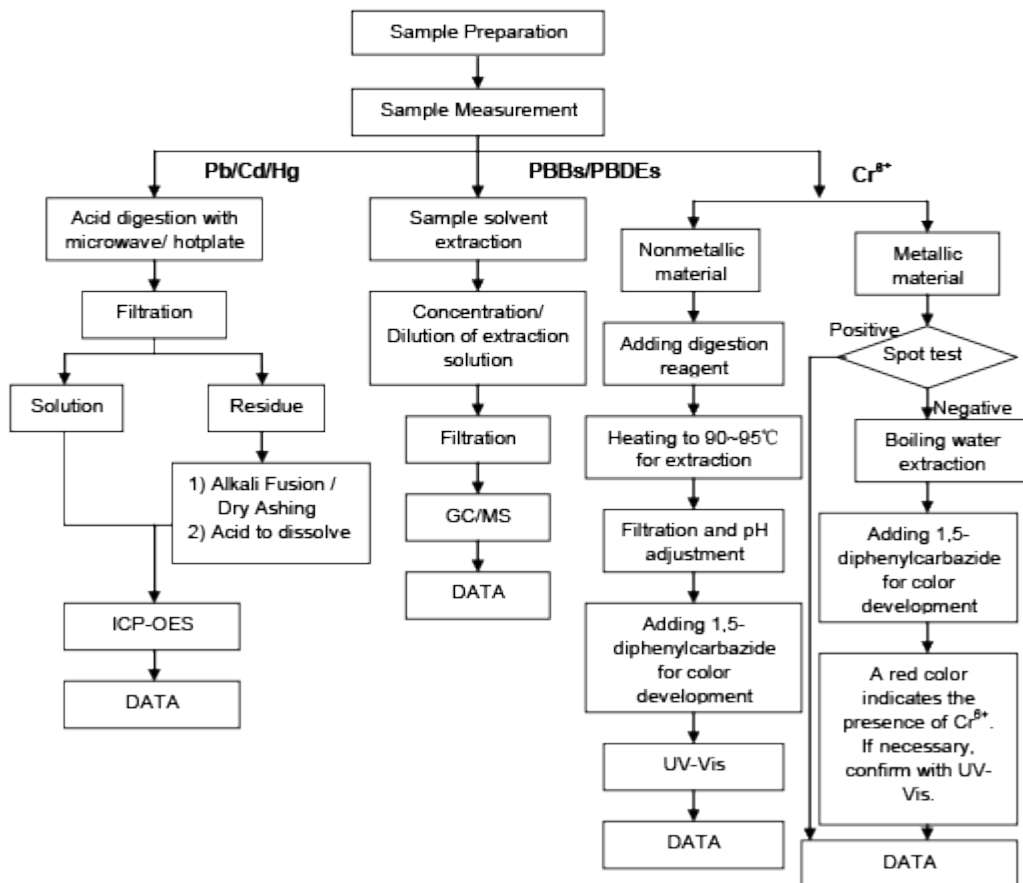 Sample Preparation
Sample Measurement
Pb/Cd/Hg
PBBs/PBDEs
Cr⁶⁺
Acid digestion with
microwave/ hotplate
Filtration
Solution
Residue
1) Alkali Fusion /
Dry Ashing
2) Acid to dissolve
ICP-OES
DATA
Sample solvent
extraction
Concentration/
Dilution of extraction
solution
Filtration
GC/MS
DATA
Nonmetallic
material
Adding digestion
reagent
Heating to 90~95℃
for extraction
Filtration and pH
adjustment
Adding 1,5-
diphenylcarbazide
for color
development
UV-Vis
DATA
Metallic
material
Positive
Spot test
Negative
Boiling water
extraction
Adding 1,5-
diphenylcarbazide
for color
development
A red color
indicates the
presence of Cr⁶⁺.
If necessary,
confirm with UV-
Vis.
DATA